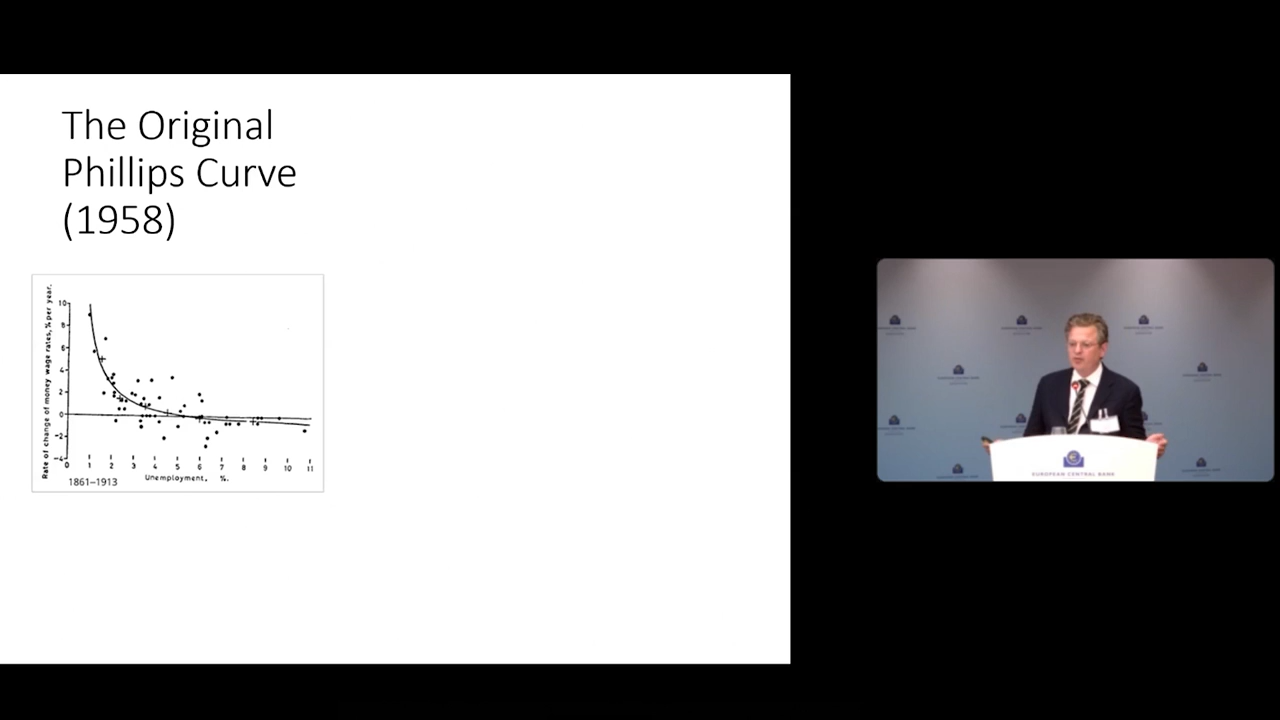 The Original
Phillips Curve
(1958)
Rate of change of money wage rates, % per year.
10
8
6
4
2
0
-2
-4
0 1 2 3 4 5 6 7 8 9 10 11
1861–1913
Unemployment, %.
EUROPEAN CENTRAL BANK